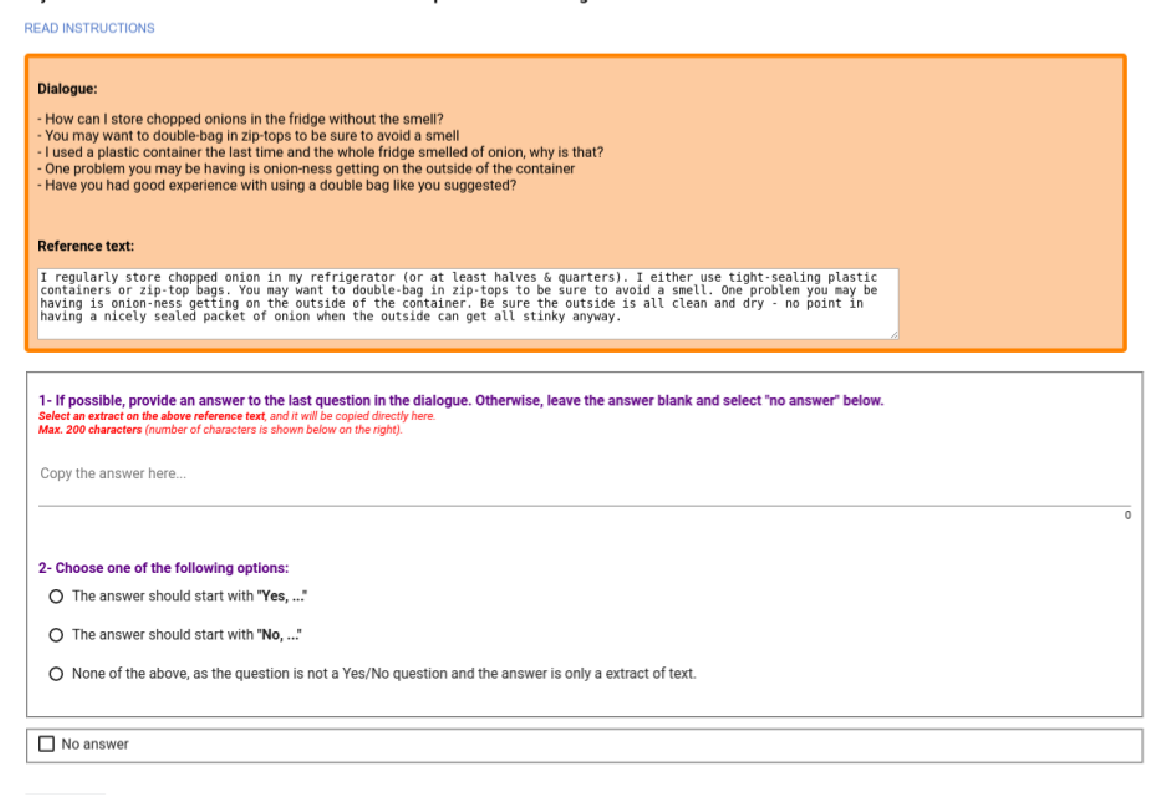 READ INSTRUCTIONS
Dialogue:
- How can I store chopped onions in the fridge without the smell?
- You may want to double-bag in zip-tops to be sure to avoid a smell
- I used a plastic container the last time and the whole fridge smelled of onion, why is that?
- One problem you may be having is onion-ness getting on the outside of the container
- Have you had good experience with using a double bag like you suggested?
Reference text:
I regularly store chopped onion in my refrigerator (or at least halves & quarters). I either use tight-sealing plastic
containers or zip-top bags. You may want to double-bag in zip-tops to be sure to avoid a smell. One problem you may be
having is onion-ness getting on the outside of the container. Be sure the outside is all clean and dry - no point in
having a nicely sealed packet of onion when the outside can get all stinky anyway.
1- If possible, provide an answer to the last question in the dialogue. Otherwise, leave the answer blank and select "no answer" below.
Select an extract on the above reference text, and it will be copied directly here.
Max. 200 characters (number of characters is shown below on the right).
Copy the answer here...
0
2- Choose one of the following options:
The answer should start with "Yes, ..."
The answer should start with "No, ..."
None of the above, as the question is not a Yes/No question and the answer is only a extract of text.
No answer